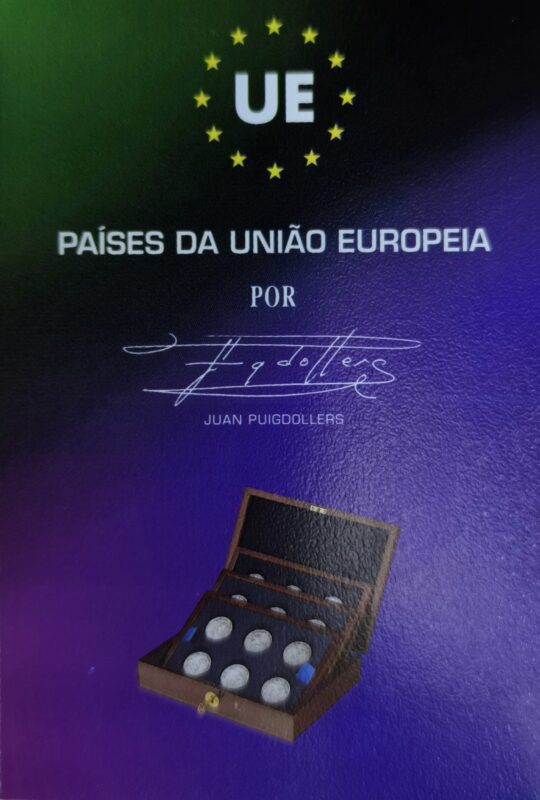 UE
PAÍSES DA UNIÃO EUROPEIA
POR
JUAN PUIGDOLLERS